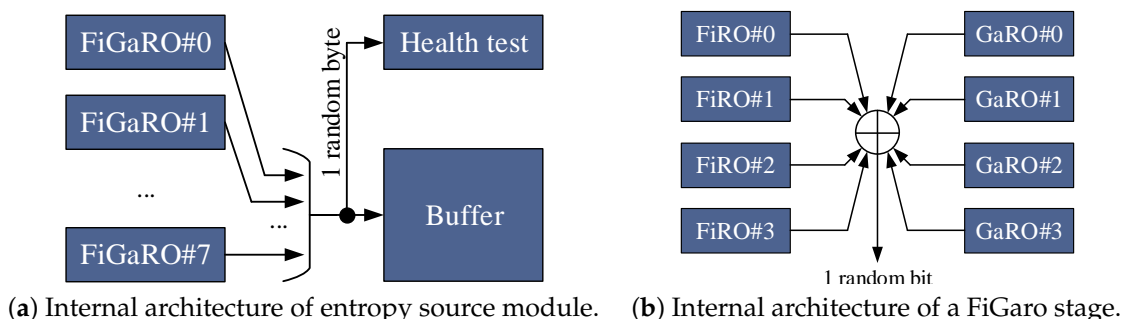 FiGaRO#0
FiGaRO#1
...
FiGaRO#7
...
1 random byte
Health test
Buffer
(a) Internal architecture of entropy source module.
FiRO#0
FiRO#1
FiRO#2
FiRO#3
GaRO#0
GaRO#1
GaRO#2
GaRO#3
1 random bit
(b) Internal architecture of a FiGaro stage.